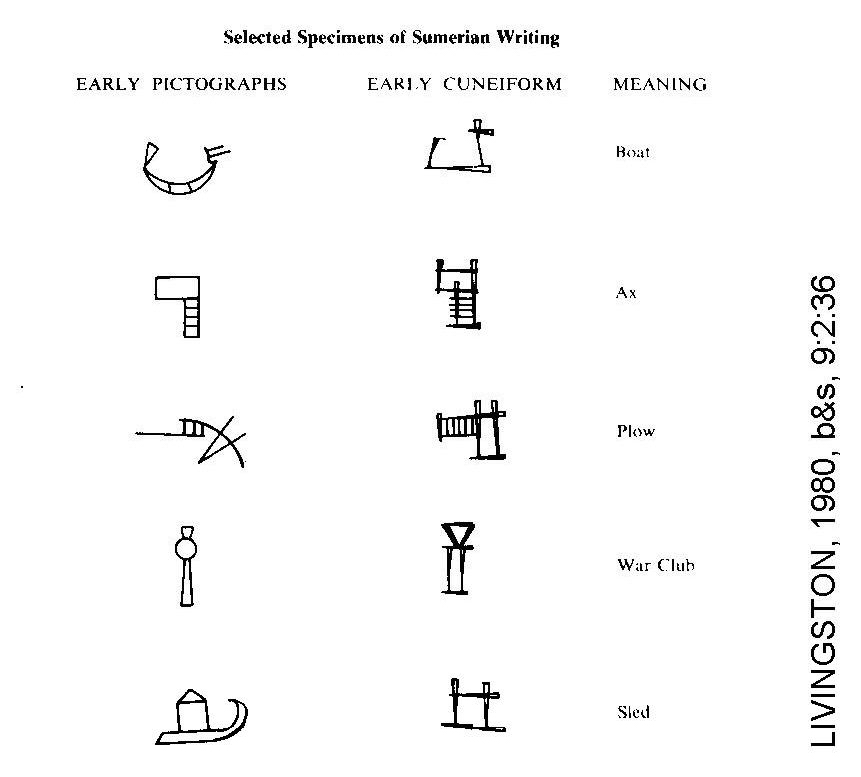 Selected Specimens of Sumerian Writing
EARLY PICTOGRAPHS EARLY CUNEIFORM MEANING
Boat
Ax
Plow
War Club
Sled
LIVINGSTON, 1980, b&s, 9:2:36